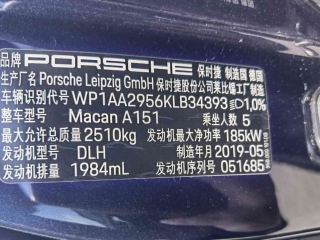 品牌 PORSCHE 保时捷 制造国 德国
生产厂名 Porsche Leipzig GmbH 保时捷股份公司莱比锡工厂制造
车辆识别代号 WP1AA2956KLB34393 1,0%
整车型号 Macan A151 乘坐人数 5
最大允许总质量 2510kg 发动机最大净功率 185kW
发动机型号 DLH 制造年月 2019-05
发动机排量 1984mL 发动机序列号 051685